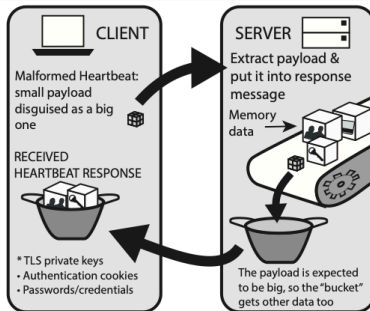 CLIENT
Malformed Heartbeat:
small payload
disguised as a big
one
RECEIVED
HEARTBEAT RESPONSE
* TLS private keys
• Authentication cookies
• Passwords/credentials
SERVER
Extract payload &
put it into response
message
Memory
data
The payload is expected
to be big, so the "bucket"
gets other data too